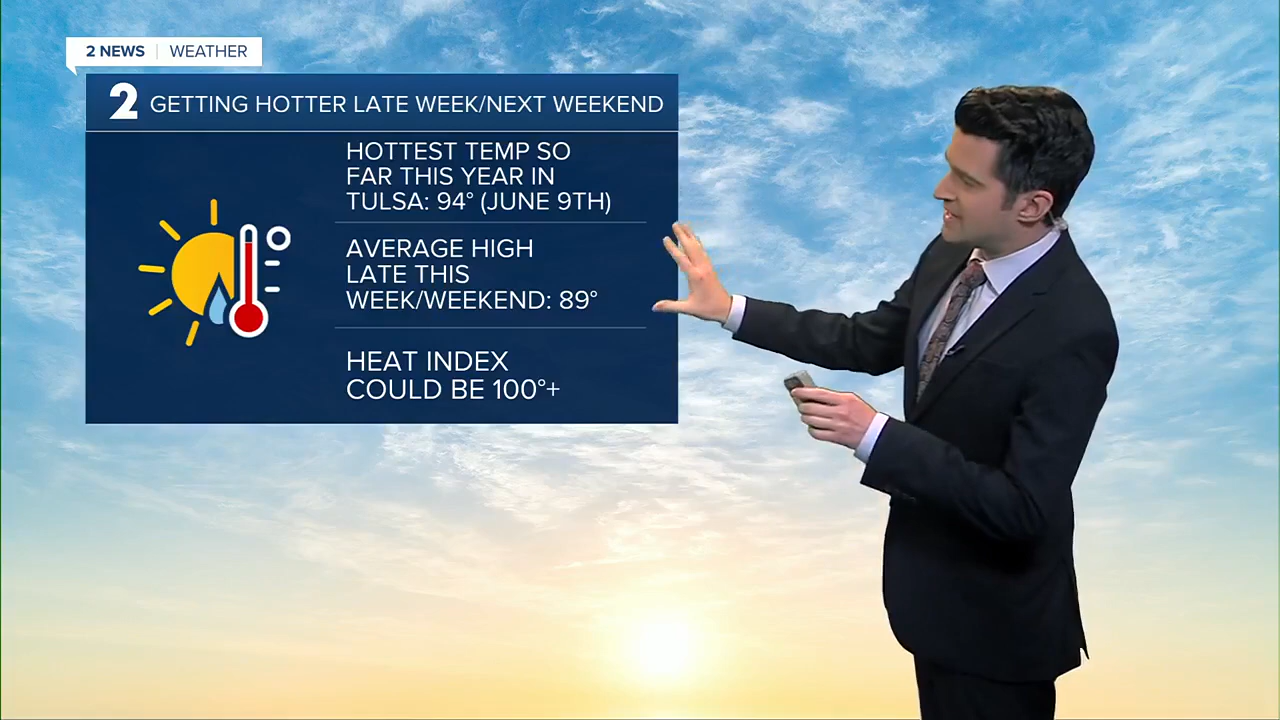 2 NEWS | WEATHER
2 GETTING HOTTER LATE WEEK/NEXT WEEKEND
HOTTEST TEMP SO
FAR THIS YEAR IN
TULSA: 94° (JUNE 9TH)
AVERAGE HIGH
LATE THIS
WEEK/WEEKEND: 89°
HEAT INDEX
COULD BE 100°+